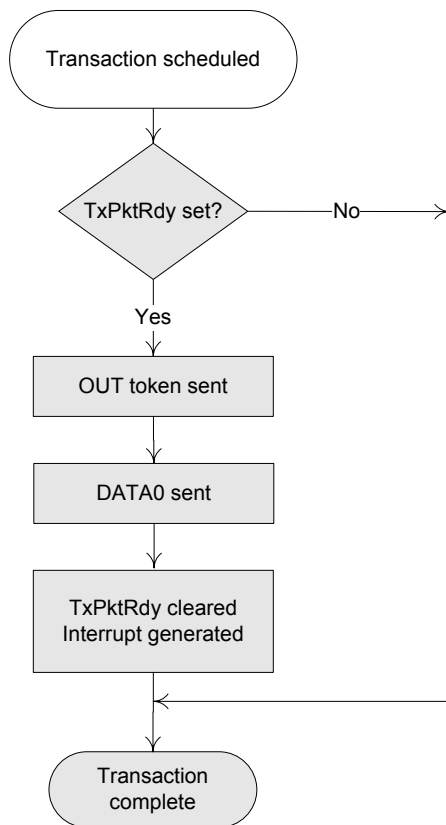 Transaction scheduled
TxPktRdy set?
No
Yes
OUT token sent
DATA0 sent
TxPktRdy cleared
Interrupt generated
Transaction
complete